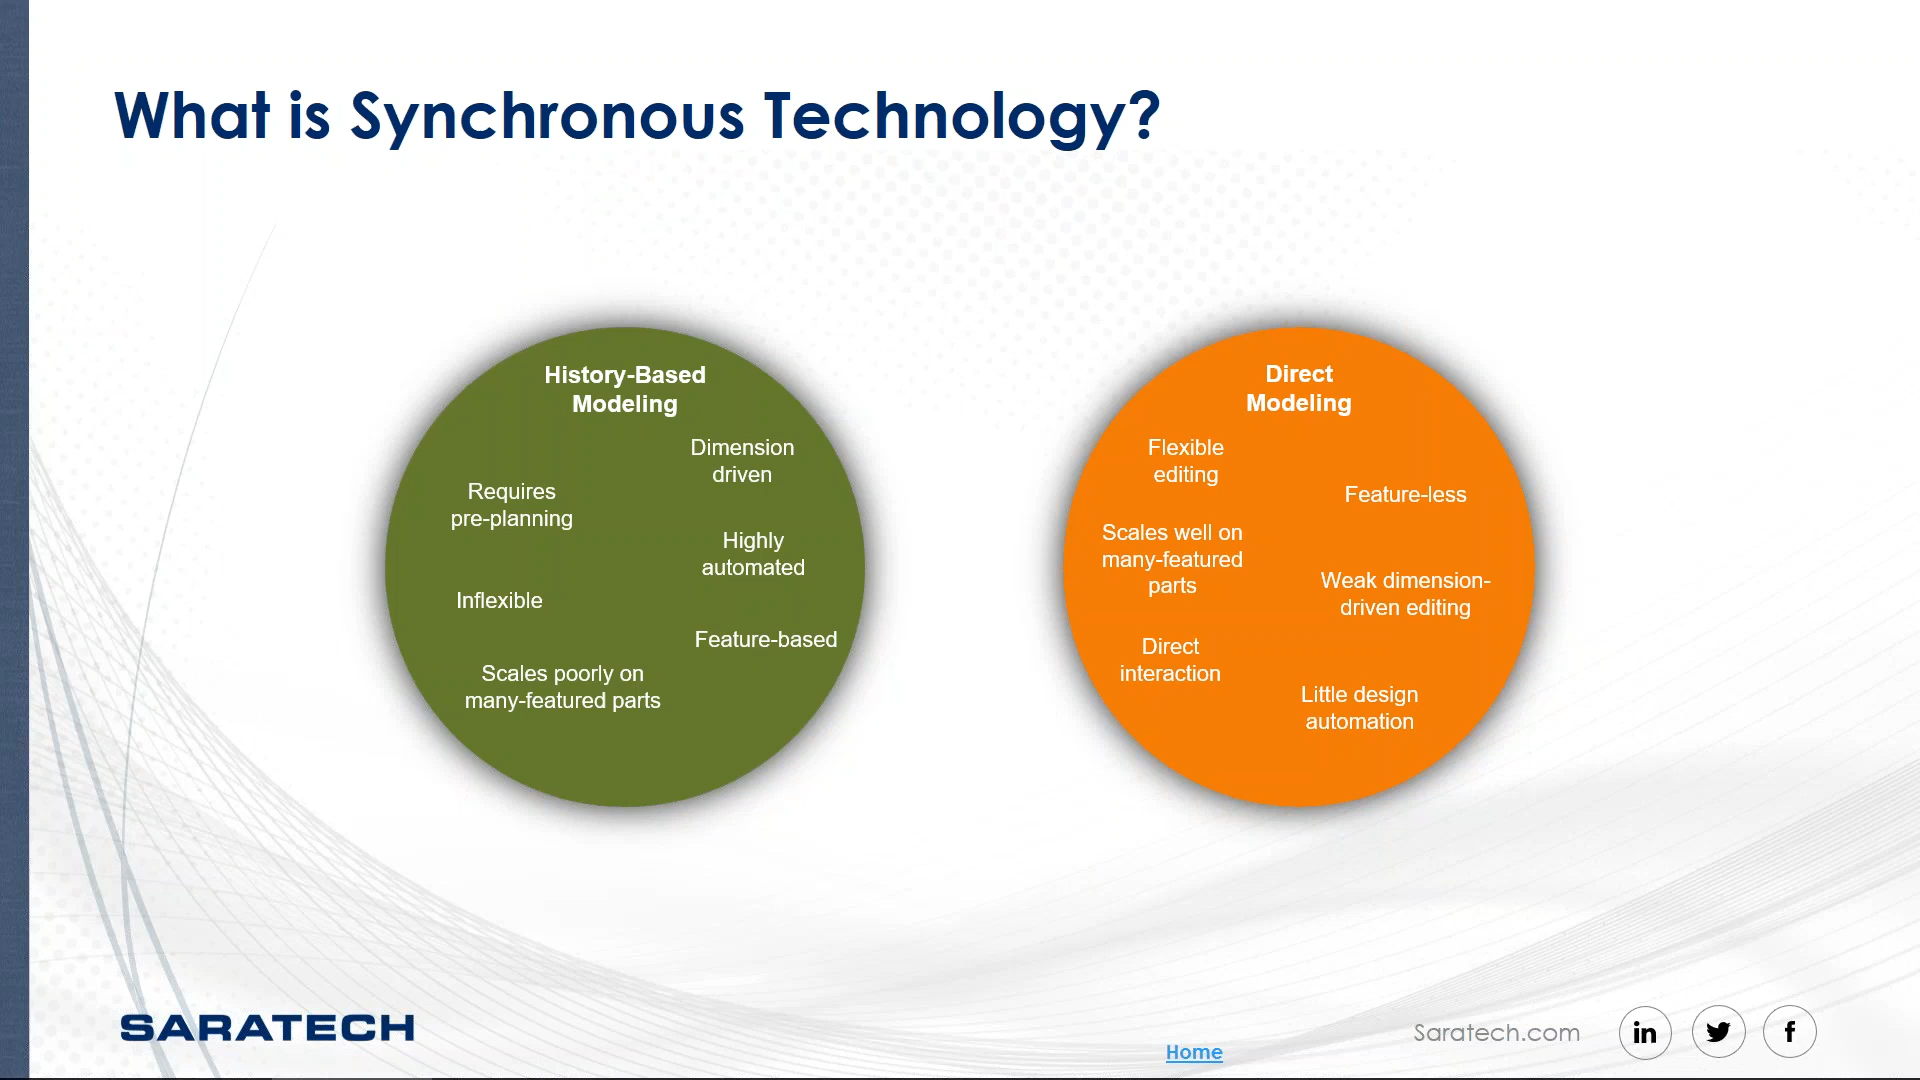 What is Synchronous Technology?
History-Based
Modeling
Dimension
driven
Requires
pre-planning
Highly
automated
Inflexible
Feature-based
Scales poorly on
many-featured parts
Direct
Modeling
Flexible
editing
Feature-less
Scales well on
many-featured
parts
Weak dimension-
driven editing
Direct
interaction
Little design
automation
SARATECH
Home
Saratech.com
in
f